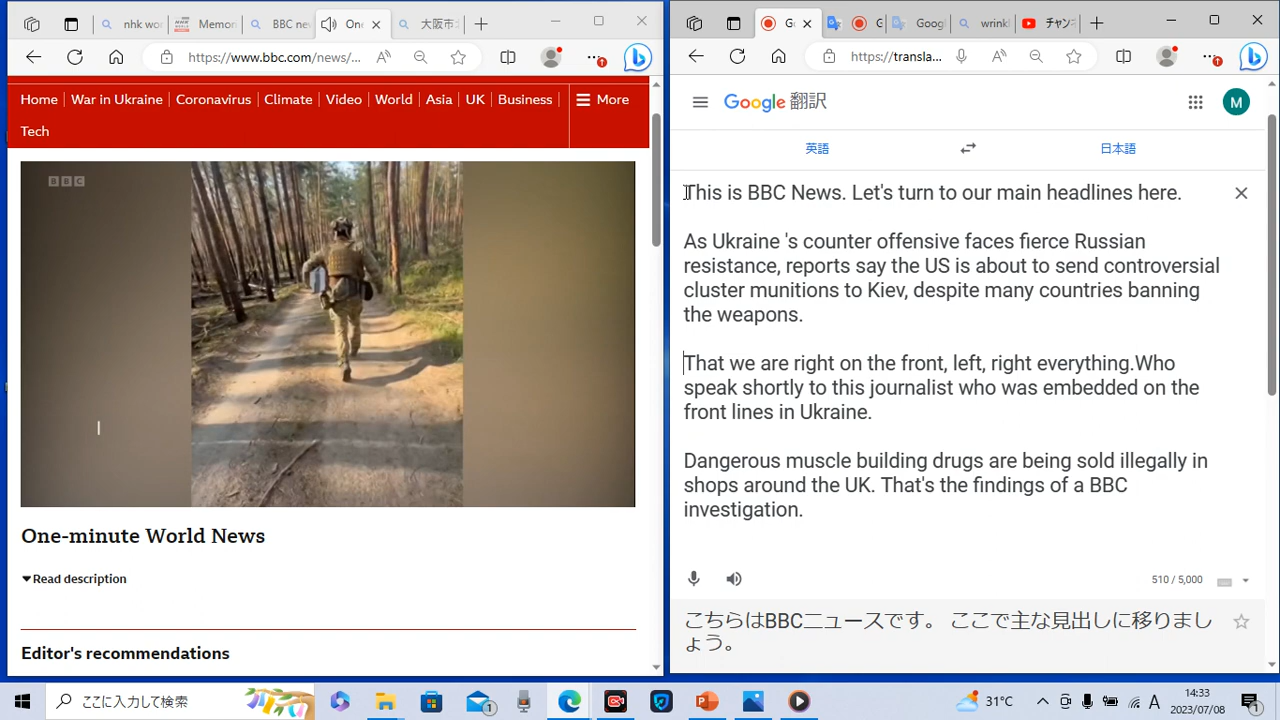 nhk wor
Memor
BBC ne
One
大阪市:
https://www.bbc.com/news/...
Home
War in Ukraine
Coronavirus
Climate
Video
World
Asia
UK
Business
More
Tech
BBC
One-minute World News
Read description
Editor's recommendations
G
G
Goog
wrinkl
チャンネ
https://transla...
Google 翻訳
M
英語
日本語
This is BBC News. Let's turn to our main headlines here.
As Ukraine 's counter offensive faces fierce Russian
resistance, reports say the US is about to send controversial
cluster munitions to Kiev, despite many countries banning
the weapons.
That we are right on the front, left, right everything.Who
speak shortly to this journalist who was embedded on the
front lines in Ukraine.
Dangerous muscle building drugs are being sold illegally in
shops around the UK. That's the findings of a BBC
investigation.
510 / 5,000
こちらはBBCニュースです。 ここで主な見出しに移りまし
ょう。
ここに入力して検索
1
31°C
A
14:33
2023/07/08
1